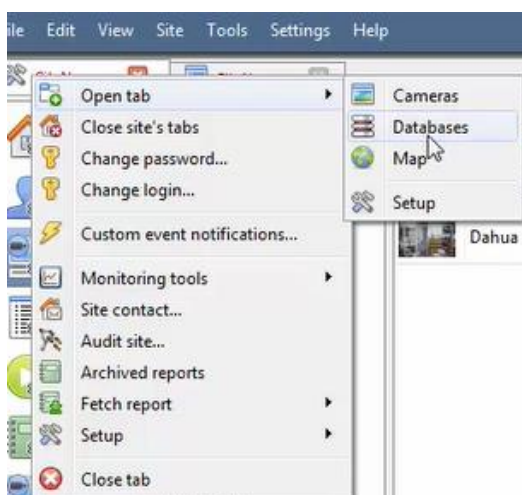 ile Edit View Site Tools Settings Help
Open tab
Close site's tabs
Change password...
Change login...
Custom event notifications...
Monitoring tools
Site contact...
Audit site...
Archived reports
Fetch report
Setup
Close tab
Cameras
Databases
Map
Setup
Dahua